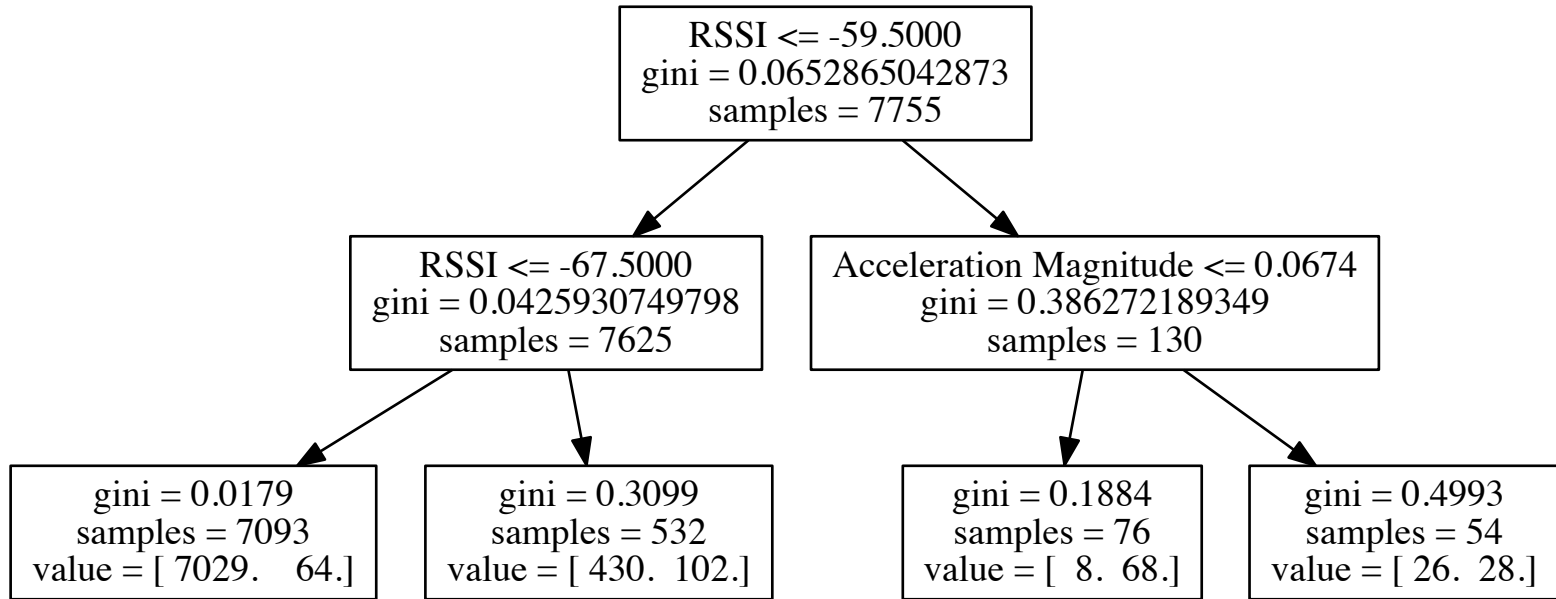 RSSI <= -59.5000
gini = 0.0652865042873
samples = 7755
RSSI <= -67.5000
gini = 0.0425930749798
samples = 7625
Acceleration Magnitude <= 0.0674
gini = 0.386272189349
samples = 130
gini = 0.0179
samples = 7093
value = [ 7029.    64.]
gini = 0.3099
samples = 532
value = [ 430.  102.]
gini = 0.1884
samples = 76
value = [  8.  68.]
gini = 0.4993
samples = 54
value = [ 26.  28.]